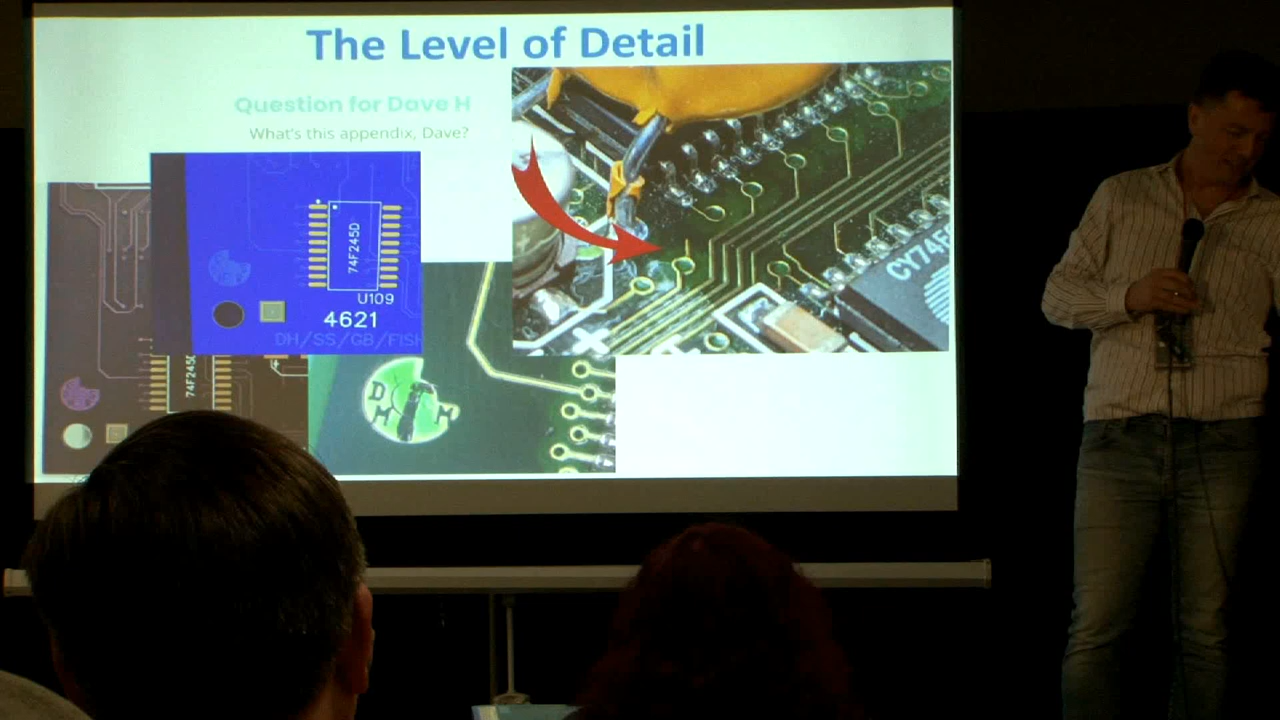 The Level of Detail
Question for Dave H
What's this appendix, Dave?
74F245D
U109
4621
DH/SS/GB/FISH
CY74F
74F245D
D
H